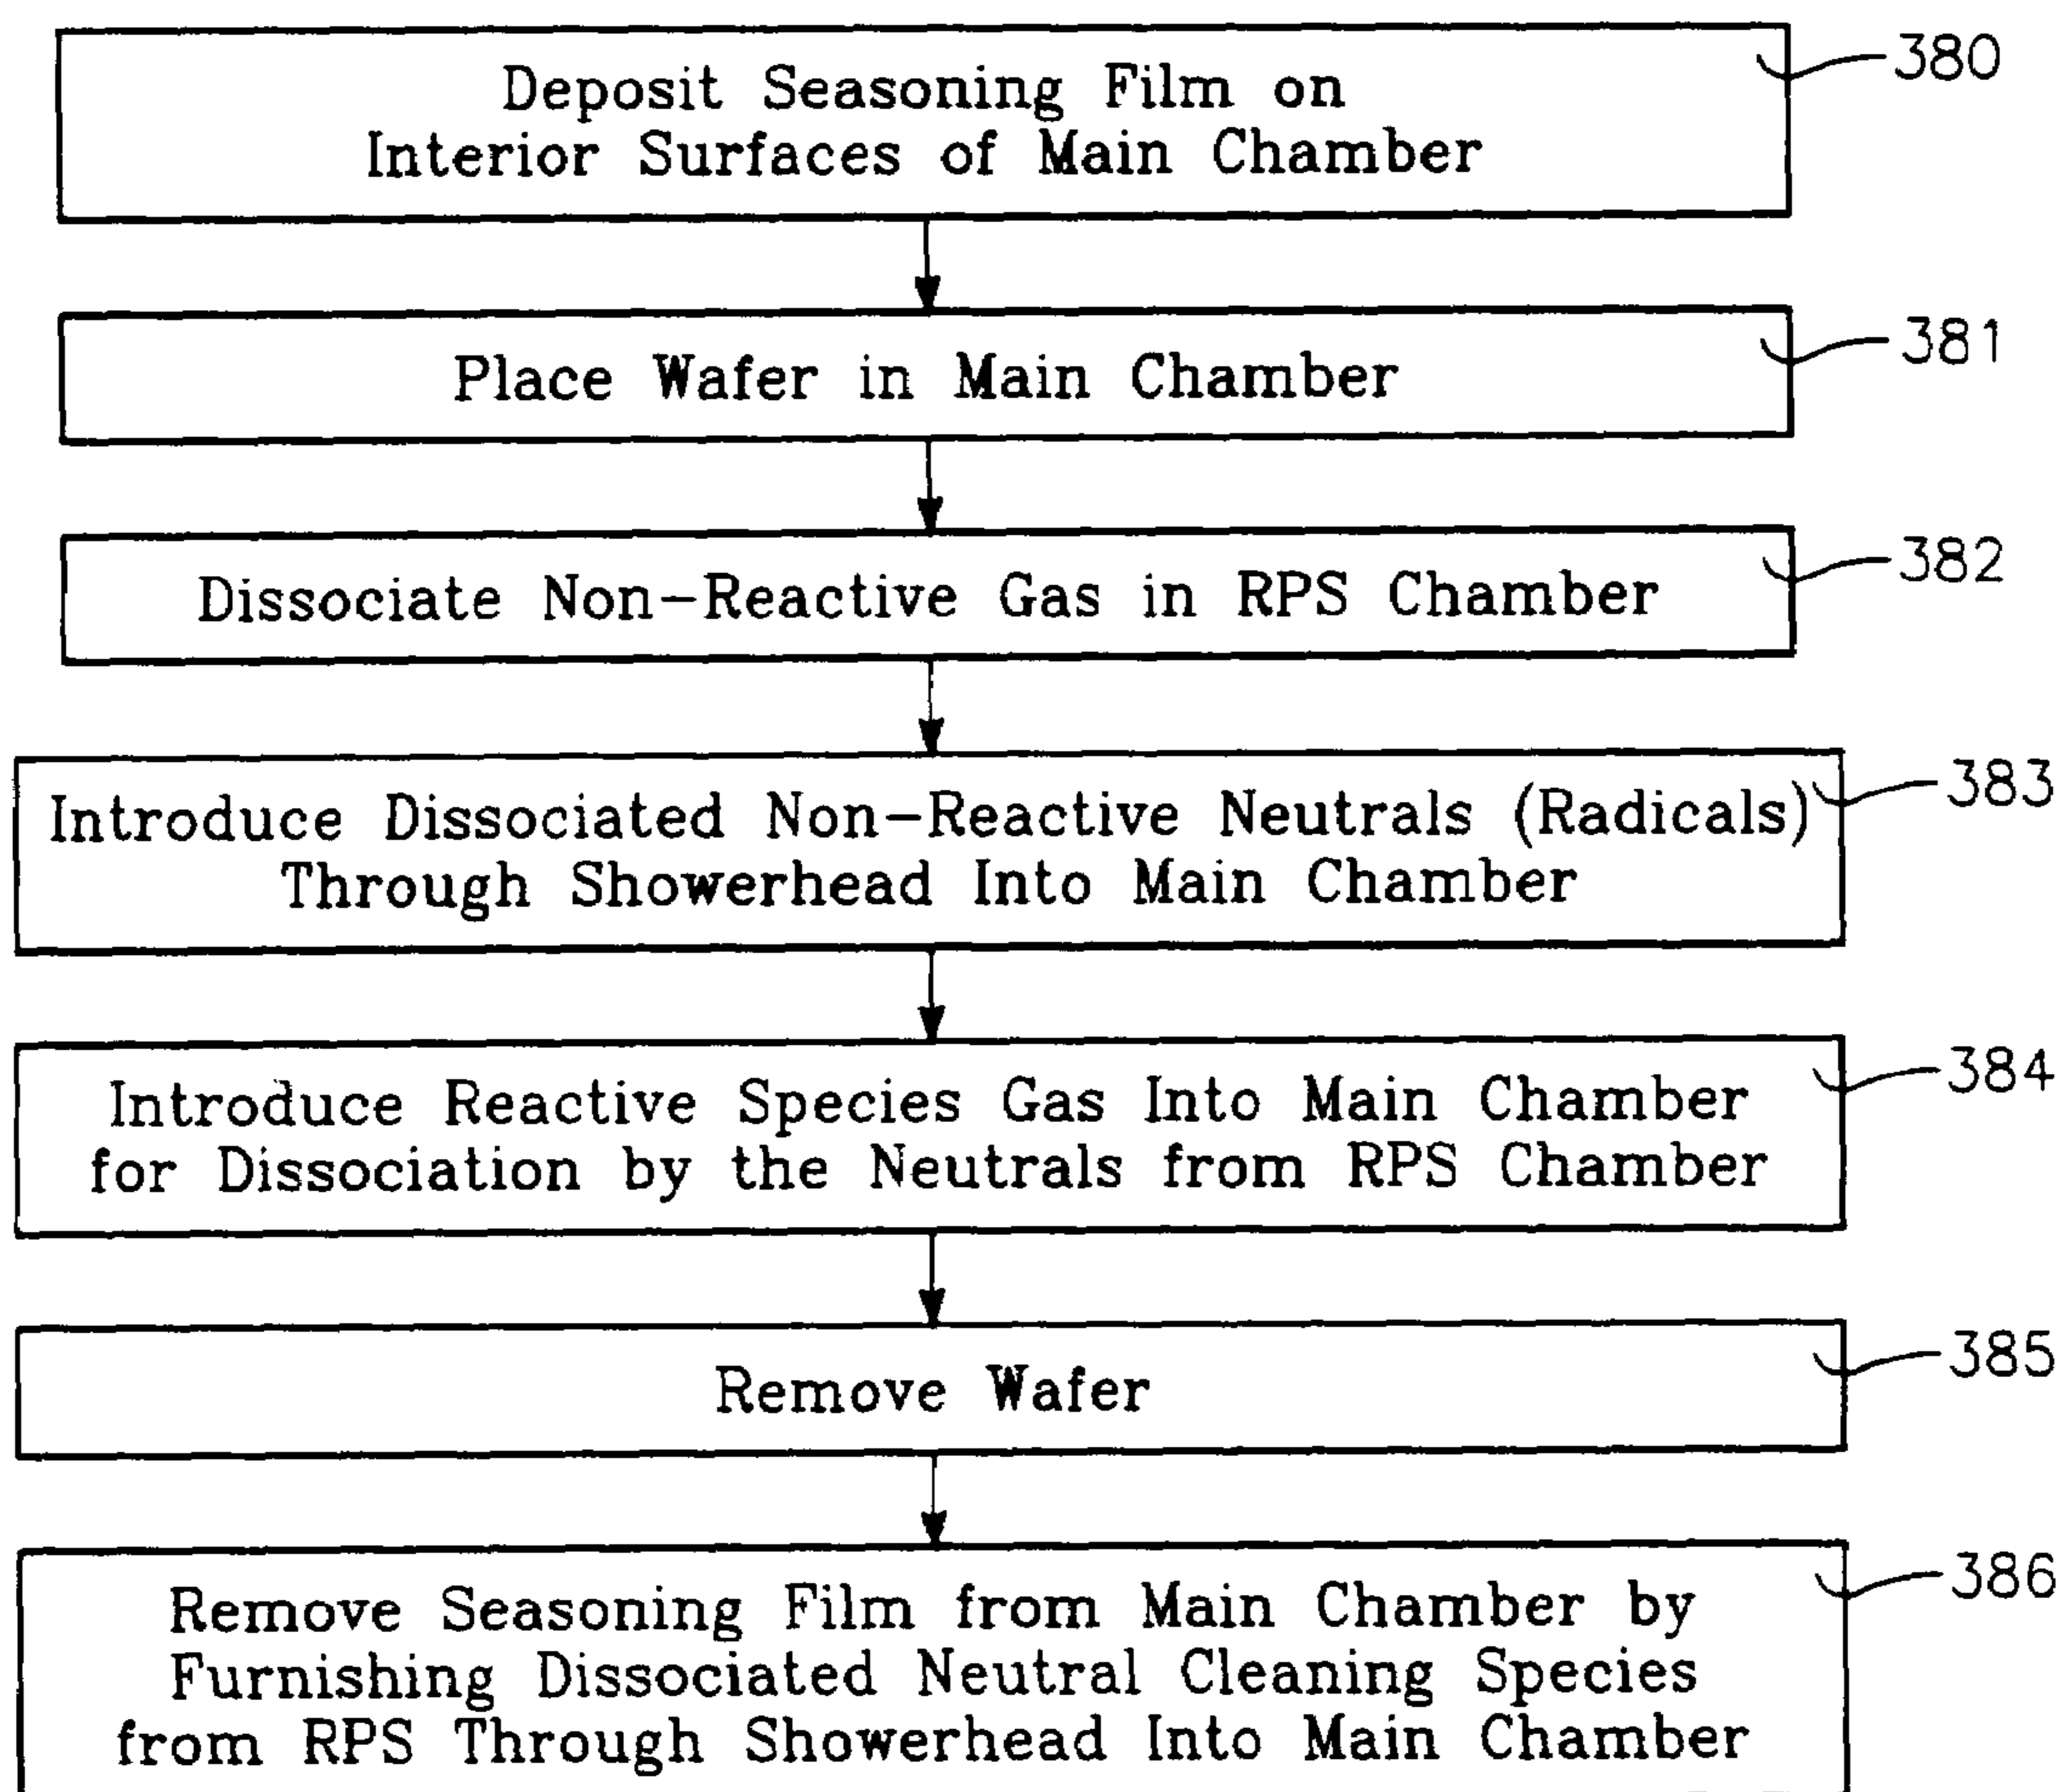 Deposit Seasoning Film on
Interior Surfaces of Main Chamber
380
Place Wafer in Main Chamber
381
Dissociate Non-Reactive Gas in RPS Chamber
382
Introduce Dissociated Non-Reactive Neutrals (Radicals)
Through Showerhead Into Main Chamber
383
Introduce Reactive Species Gas Into Main Chamber
for Dissociation by the Neutrals from RPS Chamber
384
Remove Wafer
385
Remove Seasoning Film from Main Chamber by
Furnishing Dissociated Neutral Cleaning Species
from RPS Through Showerhead Into Main Chamber
386